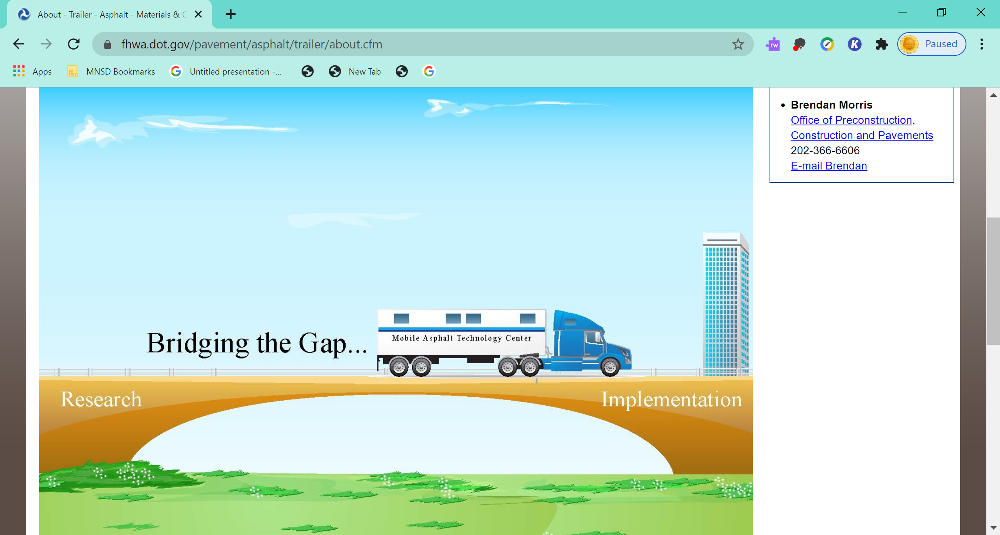 About - Trailer - Asphalt - Materials & C
fhwa.dot.gov/pavement/asphalt/trailer/about.cfm
rw
K
Paused
Apps
MNSD Bookmarks
Untitled presentation -...
New Tab
Brendan Morris
Office of Preconstruction,
Construction and Pavements
202-366-6606
E-mail Brendan
Mobile Asphalt Technology Center
Bridging the Gap...
Research
Implementation